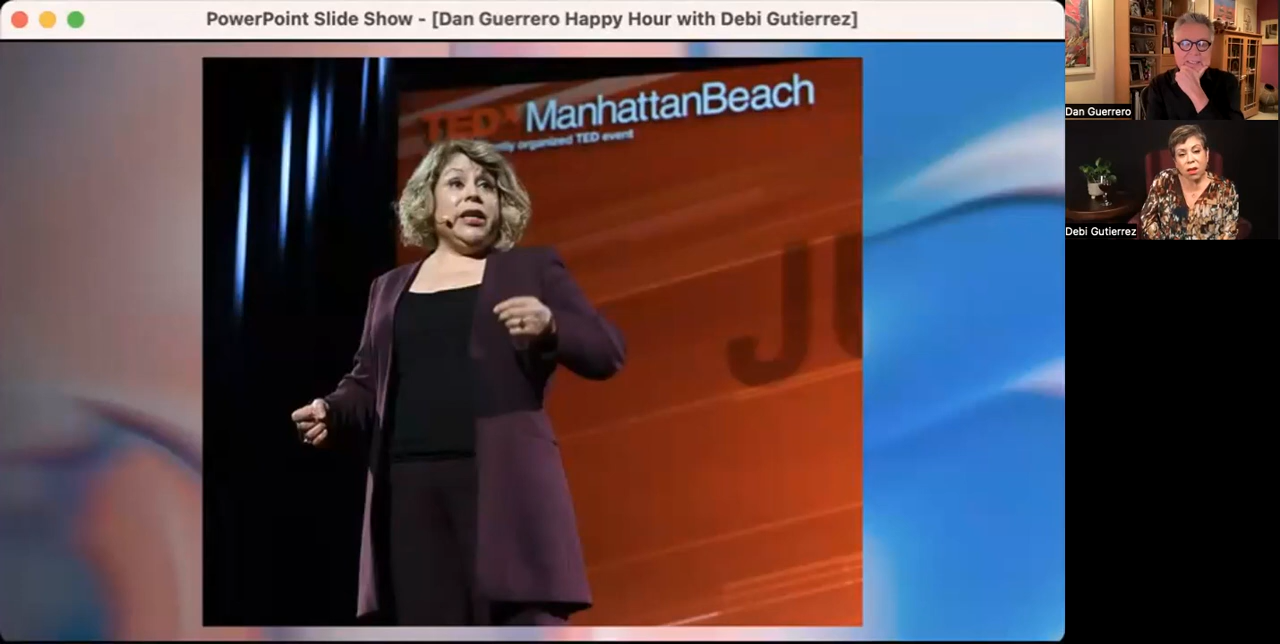 PowerPoint Slide Show - [Dan Guerrero Happy Hour with Debi Gutierrez]
TEDx ManhattanBeach
organized TED event
JU
Dan Guerrero
Debi Gutierrez